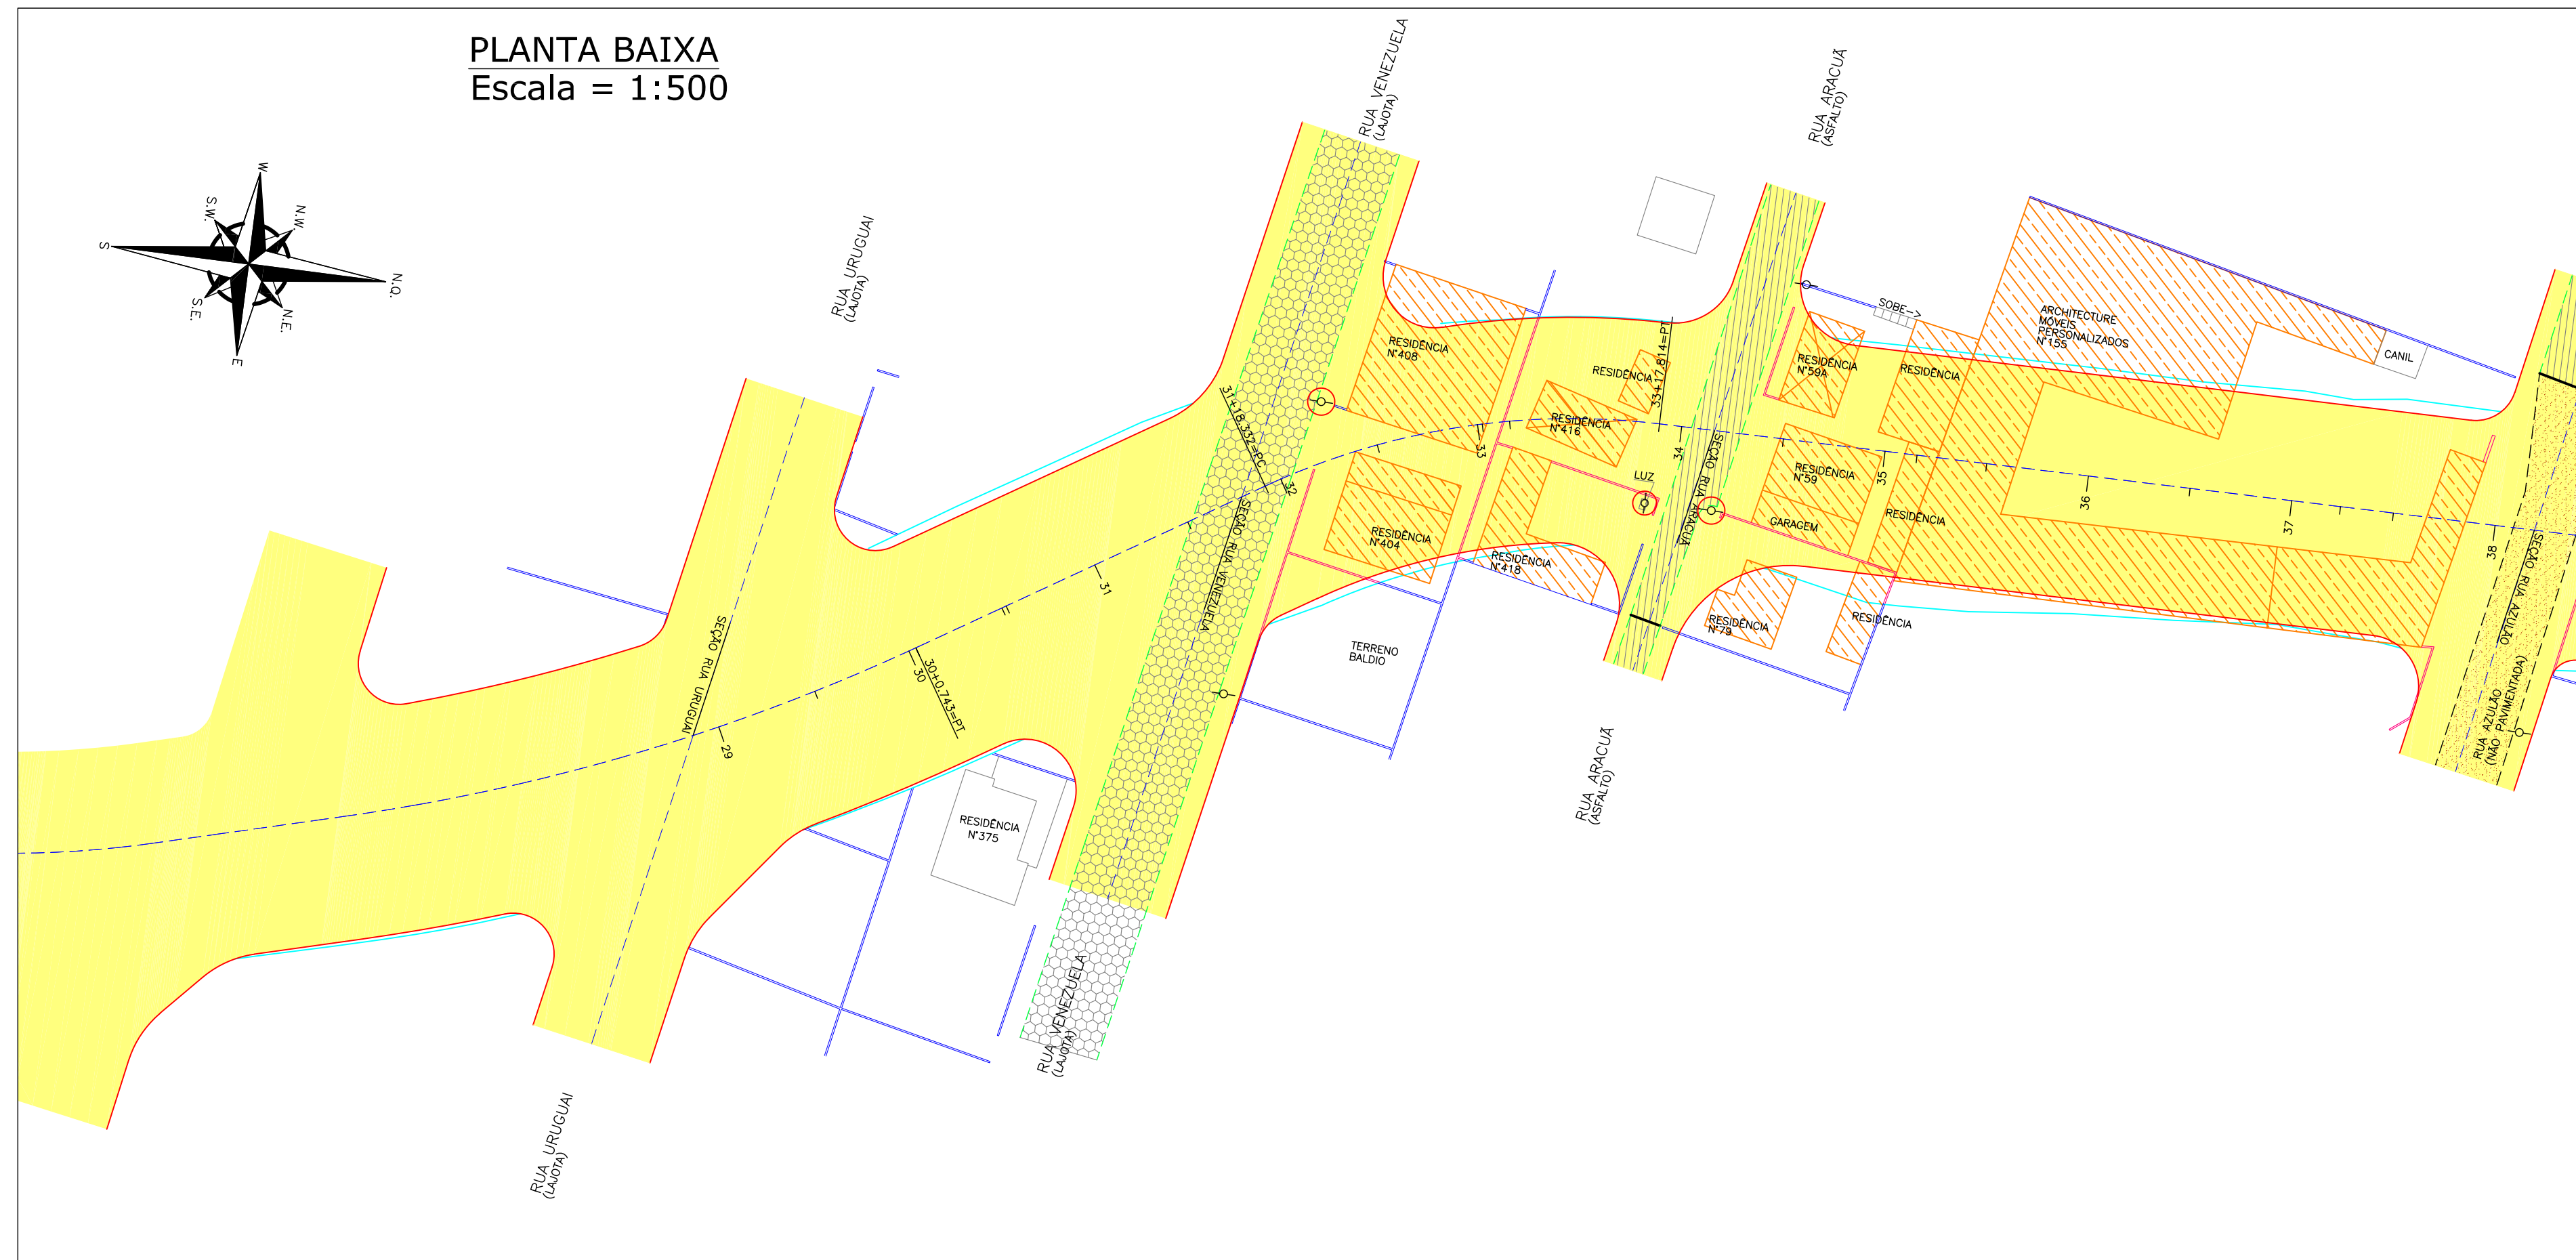 PLANTA BAIXA
Escala = 1:500
W
N.W.
S.W.
S
N.Q.
S.E.
N.E.
E
RUA URUGUAI
(LAJOTA)
RUA VENEZUELA
(LAJOTA)
RUA ARACUÃ
(ASFALTO)
SOBE->
ARCHITECTURE
MÓVEIS
PERSONALIZADOS
N°155
CANIL
RESIDÊNCIA
N°408
RESIDÊNCIA
33+17.814=PT
RESIDÊNCIA
N°59A
RESIDÊNCIA
RESIDÊNCIA
N°416
31+18.332=PC
32
33
34
SEÇÃO RUA ARACUÃ
LUZ
RESIDÊNCIA
N°59
35
36
37
38
GARAGEM
RESIDÊNCIA
SEÇÃO RUA VENEZUELA
RESIDÊNCIA
N°404
RESIDÊNCIA
N°418
31
RESIDÊNCIA
N°79
RESIDÊNCIA
SEÇÃO RUA AZULÃO
RUA AZULÃO
(NÃO PAVIMENTADA)
TERRENO
BALDIO
SEÇÃO RUA URUGUAI
30+0.743=PT
30
29
RESIDÊNCIA
N°375
RUA ARACUÃ
(ASFALTO)
RUA VENEZUELA
(LAJOTA)
RUA URUGUAI
(LAJOTA)